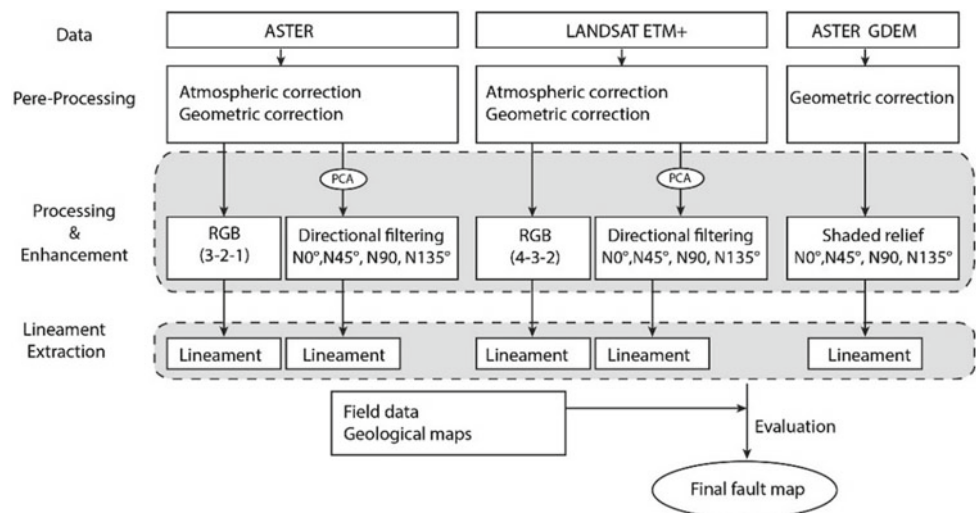 Data
ASTER
LANDSAT ETM+
ASTER GDEM
Pere-Processing
Atmospheric correction
Geometric correction
Atmospheric correction
Geometric correction
Geometric correction
PCA
PCA
Processing
&
Enhancement
RGB
(3-2-1)
Directional filtering
N0°,N45°, N90, N135°
RGB
(4-3-2)
Directional filtering
N0°,N45°, N90, N135°
Shaded relief
N0°,N45°, N90, N135°
Lineament
Extraction
Lineament
Lineament
Lineament
Lineament
Lineament
Field data
Geological maps
Evaluation
Final fault map